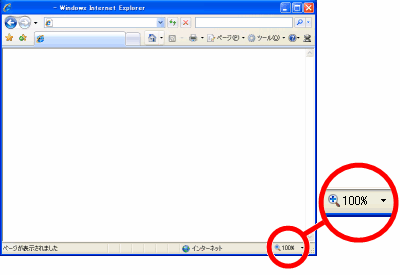 - Windows Internet Explorer
ページ(P)
ツール(O)
100%
ページが表示されました
インターネット
100%